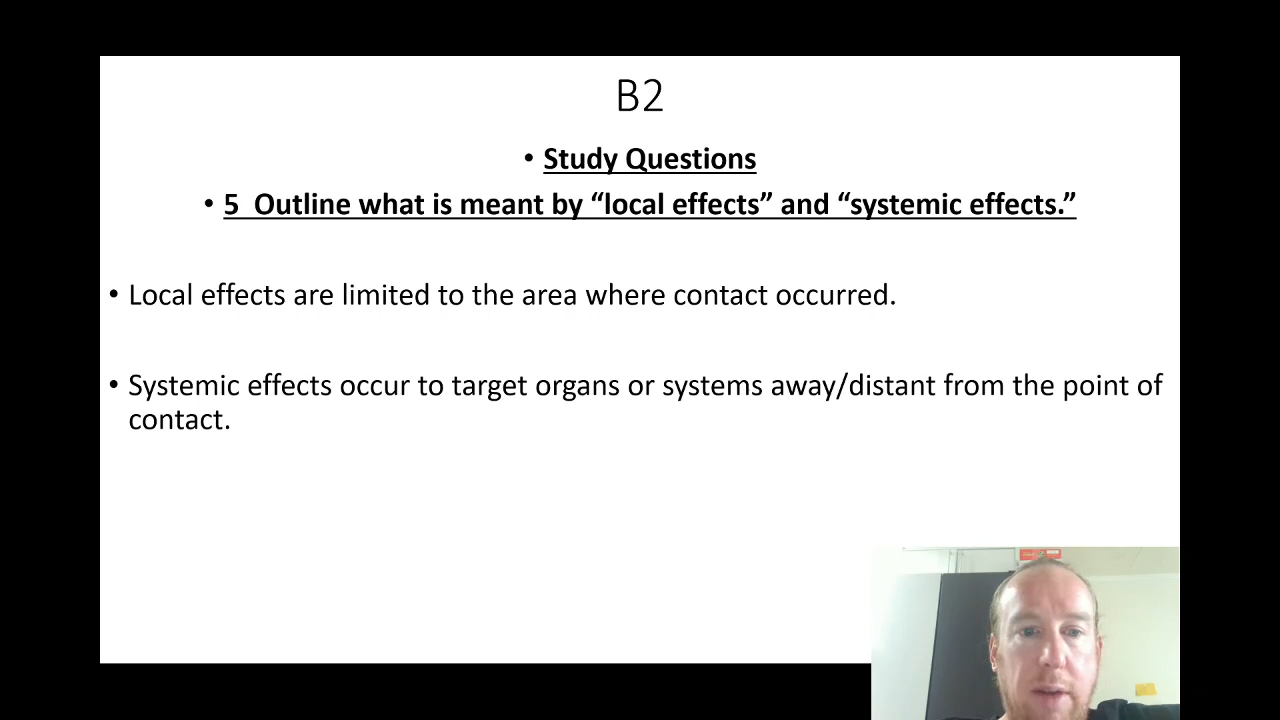 B2
• Study Questions
• 5  Outline what is meant by “local effects” and “systemic effects.”
• Local effects are limited to the area where contact occurred.
• Systemic effects occur to target organs or systems away/distant from the point of
contact.